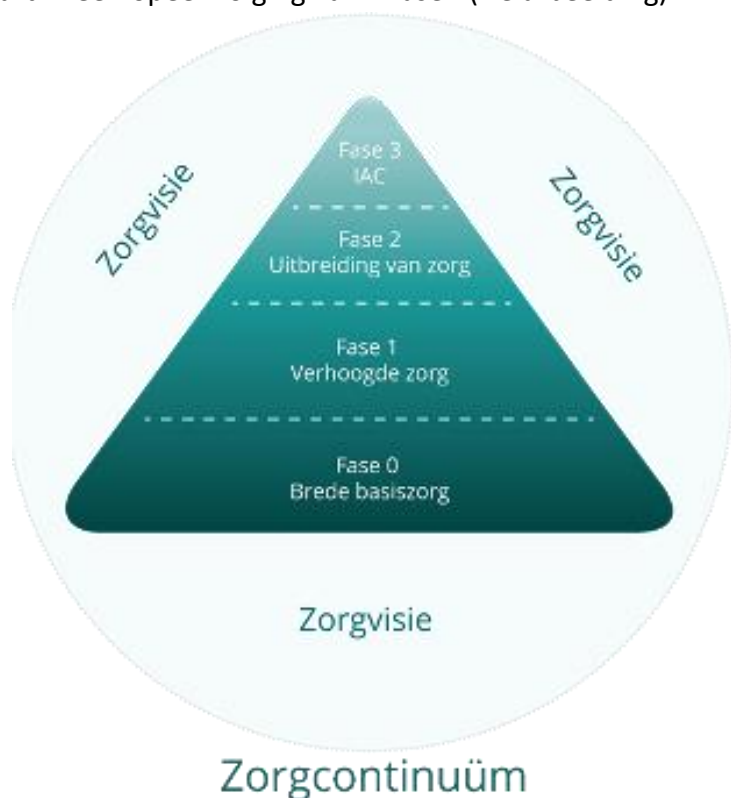 Zorgvisie
Zorgvisie
Fase 3
IAC
Fase 2
Uitbreiding van zorg
Fase 1
Verhoogde zorg
Fase 0
Brede basiszorg
Zorgvisie
Zorgcontinuüm